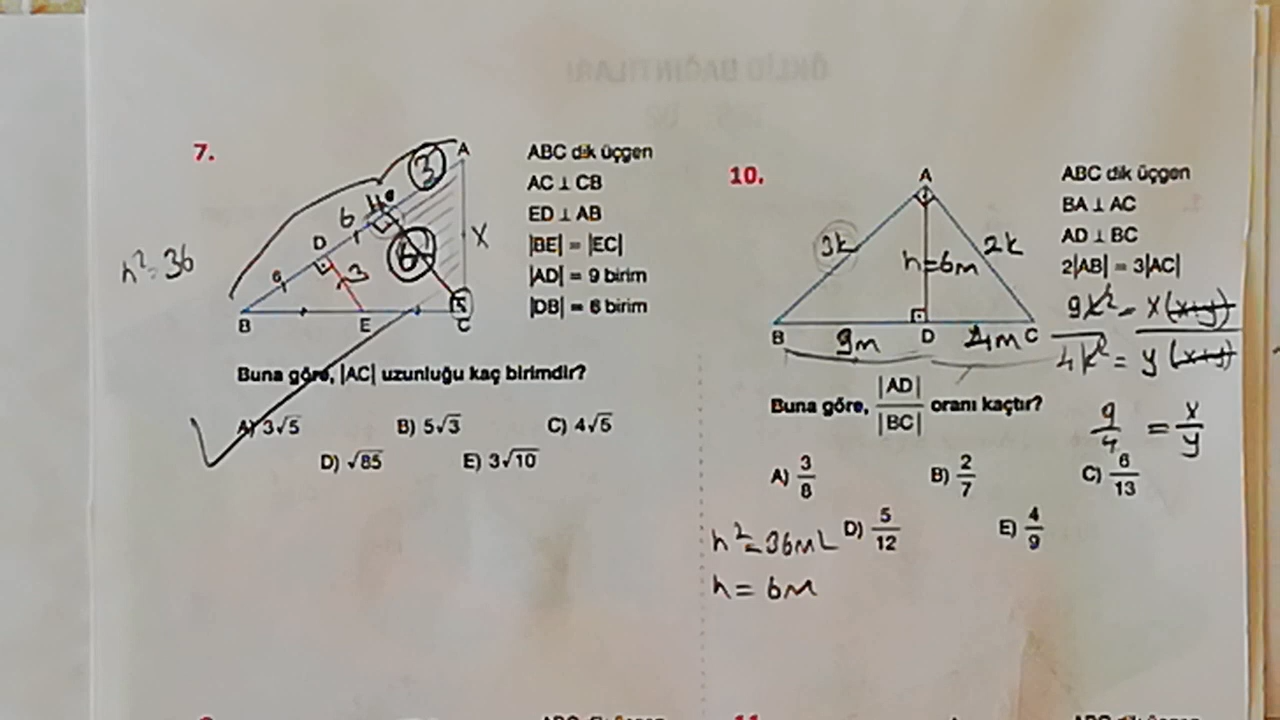 7.
A
3
H
6
D
6
X
6
3
h² = 36
B
E
C
ABC dik üçgen
AC ⊥ CB
ED ⊥ AB
|BE| = |EC|
|AD| = 9 birim
|DB| = 6 birim
Buna göre, |AC| uzunluğu kaç birimdir?
A) 3√5 B) 5√3 C) 4√5
D) √85 E) 3√10
10.
A
3k
h=6m
2k
B
9m
D
4m
C
ABC dik üçgen
BA ⊥ AC
AD ⊥ BC
2|AB| = 3|AC|
9k² = x(x+y)
4k² = y(x+y)
9/4 = x/y
Buna göre, |AD|/|BC| oranı kaçtır?
A) 3/8 B) 2/7 C) 6/13
D) 5/12 E) 4/9
h = 6m